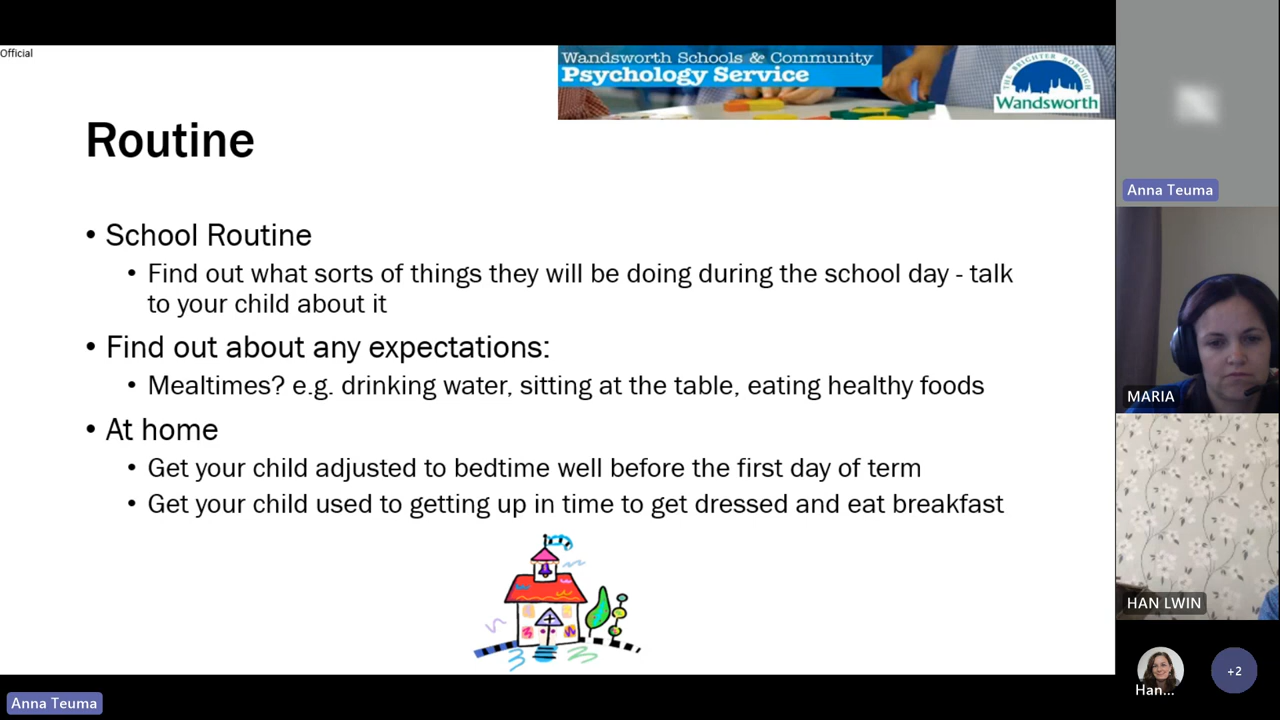 Official
Wandsworth Schools & Community
Psychology Service
THE BRIGHTER BOROUGH
Wandsworth
Routine
• School Routine
• Find out what sorts of things they will be doing during the school day - talk
to your child about it
• Find out about any expectations:
• Mealtimes? e.g. drinking water, sitting at the table, eating healthy foods
• At home
• Get your child adjusted to bedtime well before the first day of term
• Get your child used to getting up in time to get dressed and eat breakfast
Anna Teuma
MARIA
HAN LWIN
Han...
+2
Anna Teuma